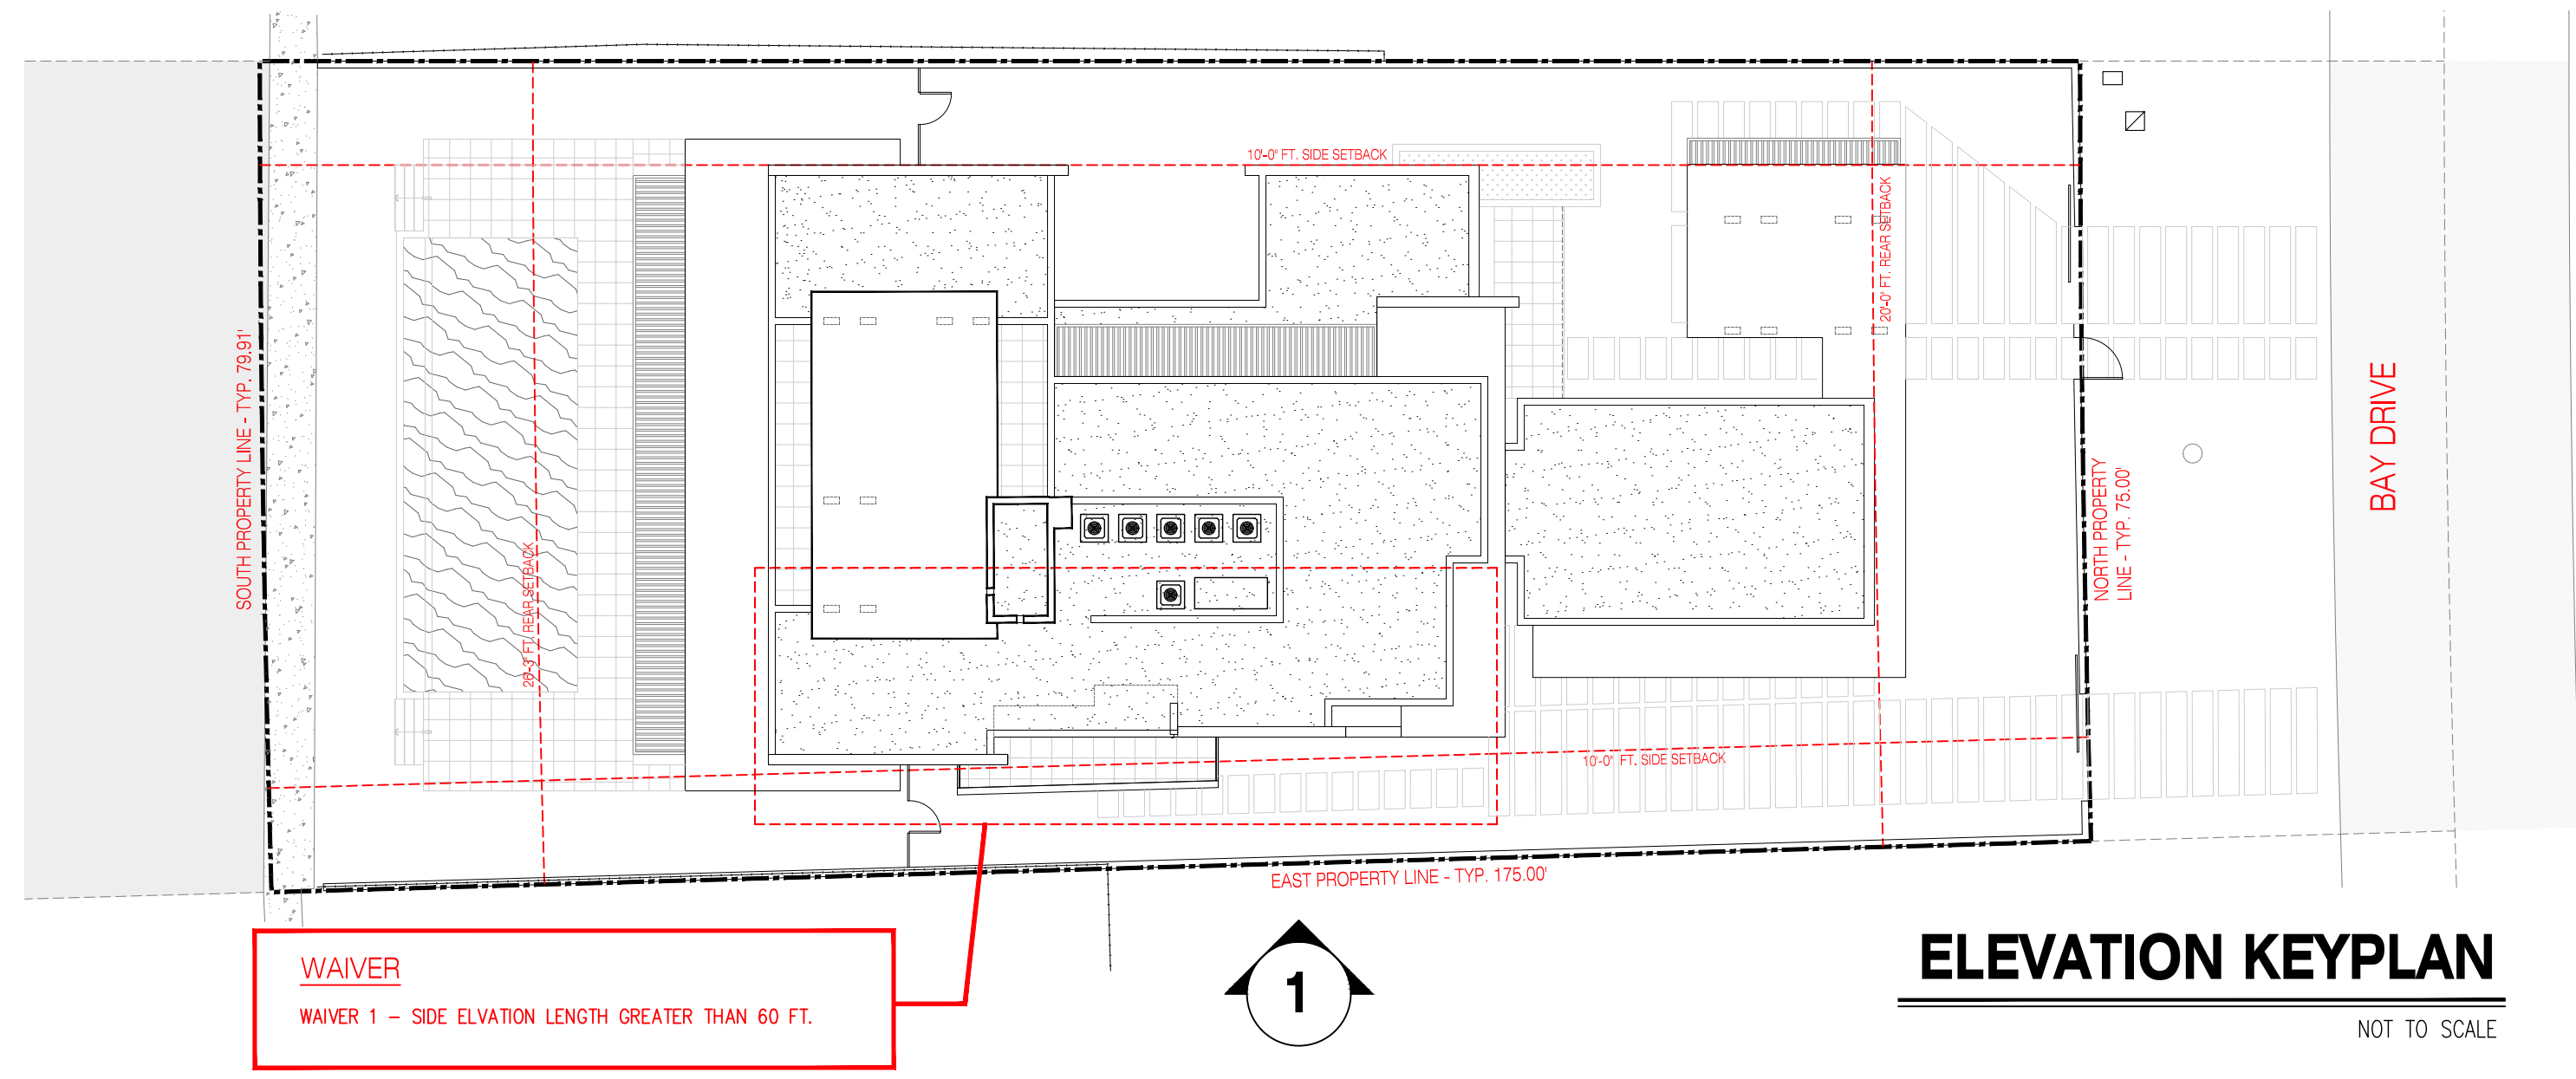 10'-0" FT. SIDE SETBACK
20'-0' FT. REAR SETBACK
SOUTH PROPERTY LINE - TYP. 79.91'
26'-3' FT. REAR SETBACK
BAY DRIVE
NORTH PROPERTY
LINE - TYP. 75.00'
10'-0" FT. SIDE SETBACK
EAST PROPERTY LINE - TYP. 175.00'
WAIVER
WAIVER 1 – SIDE ELVATION LENGTH GREATER THAN 60 FT.
1
ELEVATION KEYPLAN
NOT TO SCALE